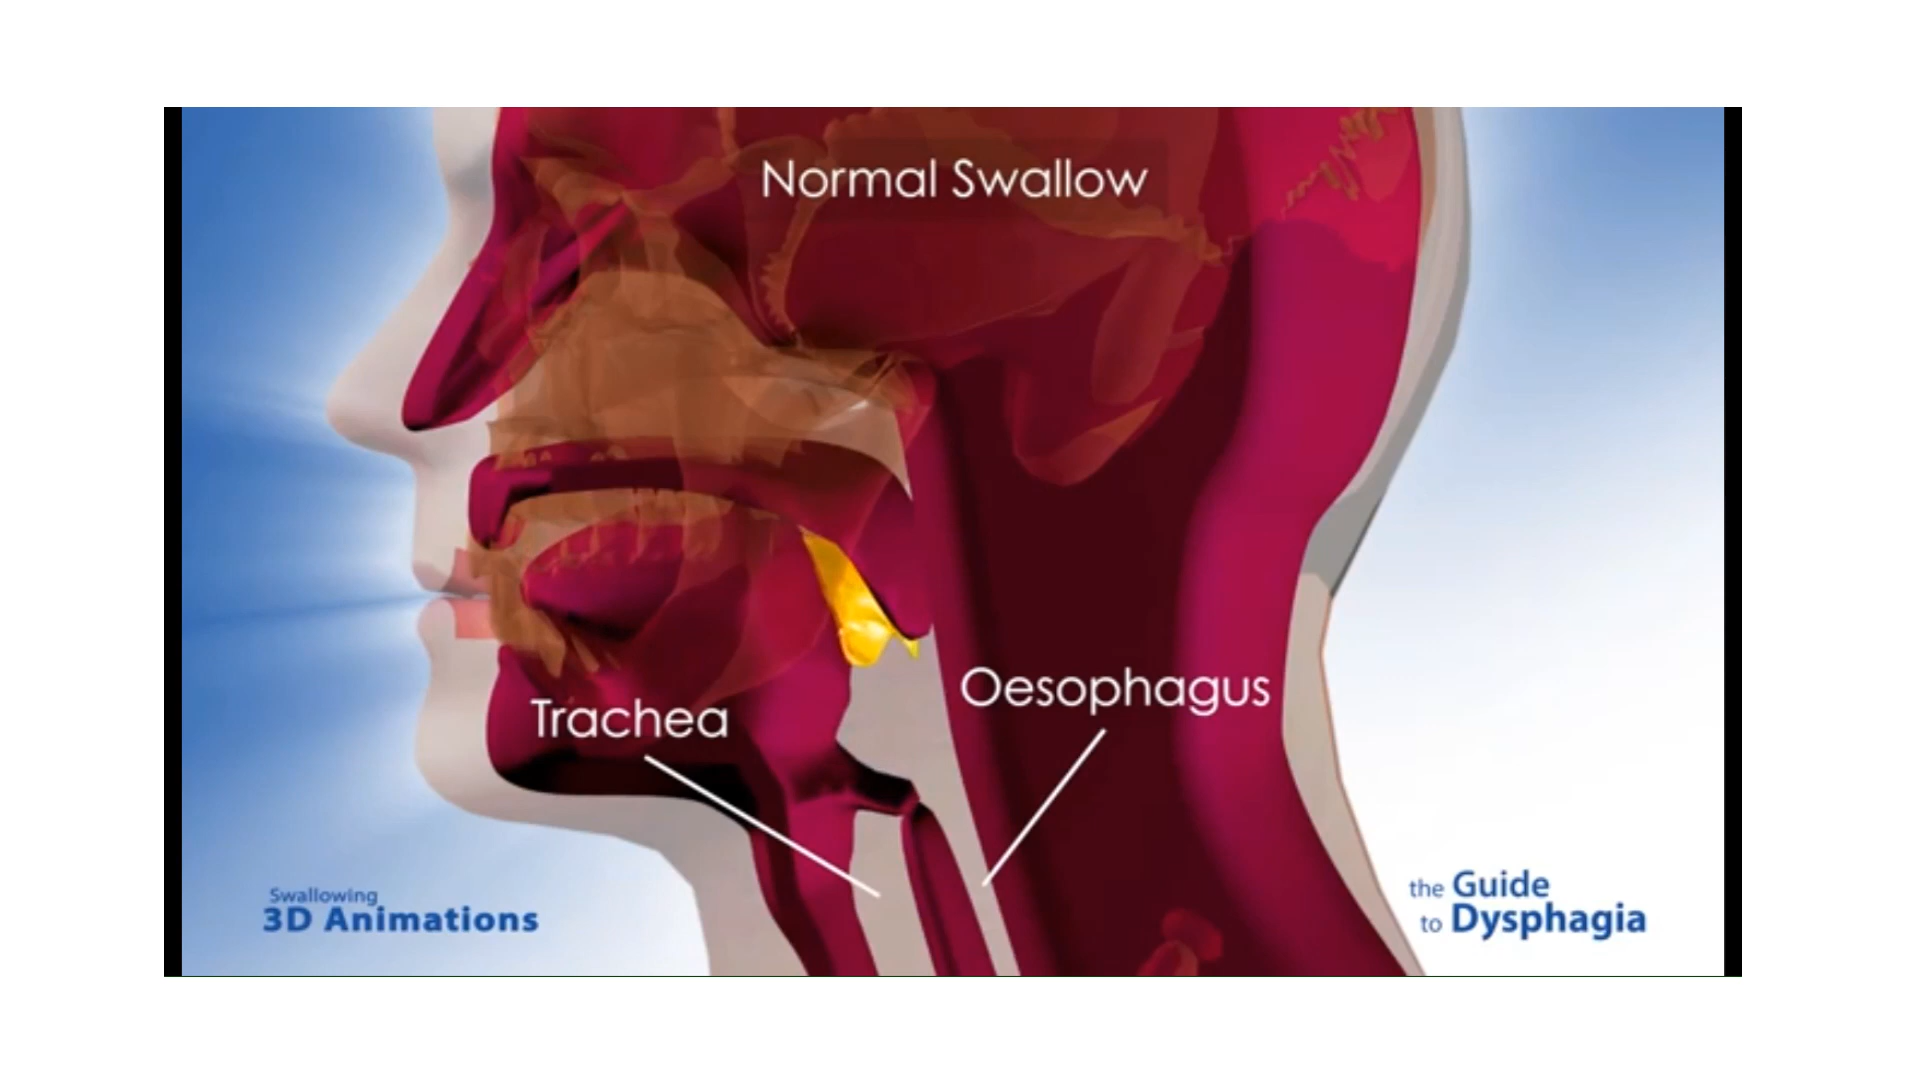 Normal Swallow
Trachea
Oesophagus
Swallowing
3D Animations
the Guide
to Dysphagia